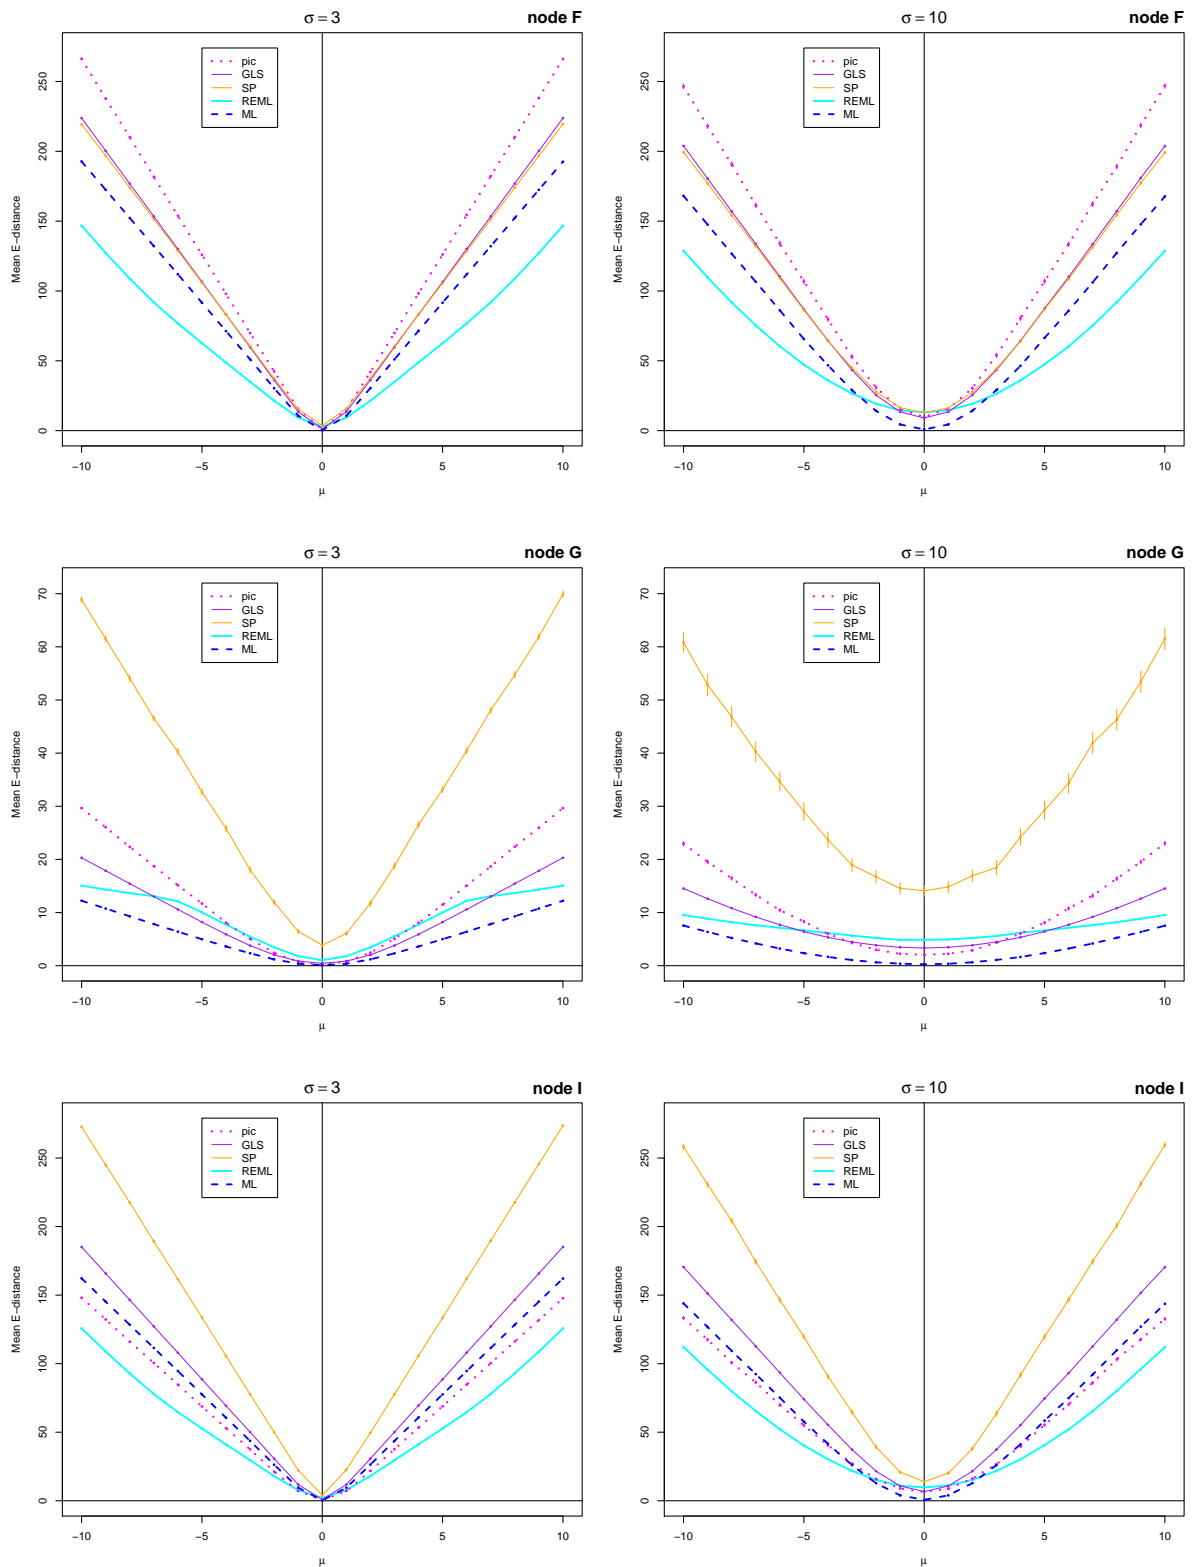 σ = 3
node F
pic
GLS
SP
REML
ML
Mean E−distance
0
50
100
150
200
250
−10
−5
0
5
10
μ
σ = 10
node F
pic
GLS
SP
REML
ML
Mean E−distance
0
50
100
150
200
250
−10
−5
0
5
10
μ
σ = 3
node G
pic
GLS
SP
REML
ML
Mean E−distance
0
10
20
30
40
50
60
70
−10
−5
0
5
10
μ
σ = 10
node G
pic
GLS
SP
REML
ML
Mean E−distance
0
10
20
30
40
50
60
70
−10
−5
0
5
10
μ
σ = 3
node I
pic
GLS
SP
REML
ML
Mean E−distance
0
50
100
150
200
250
−10
−5
0
5
10
μ
σ = 10
node I
pic
GLS
SP
REML
ML
Mean E−distance
0
50
100
150
200
250
−10
−5
0
5
10
μ